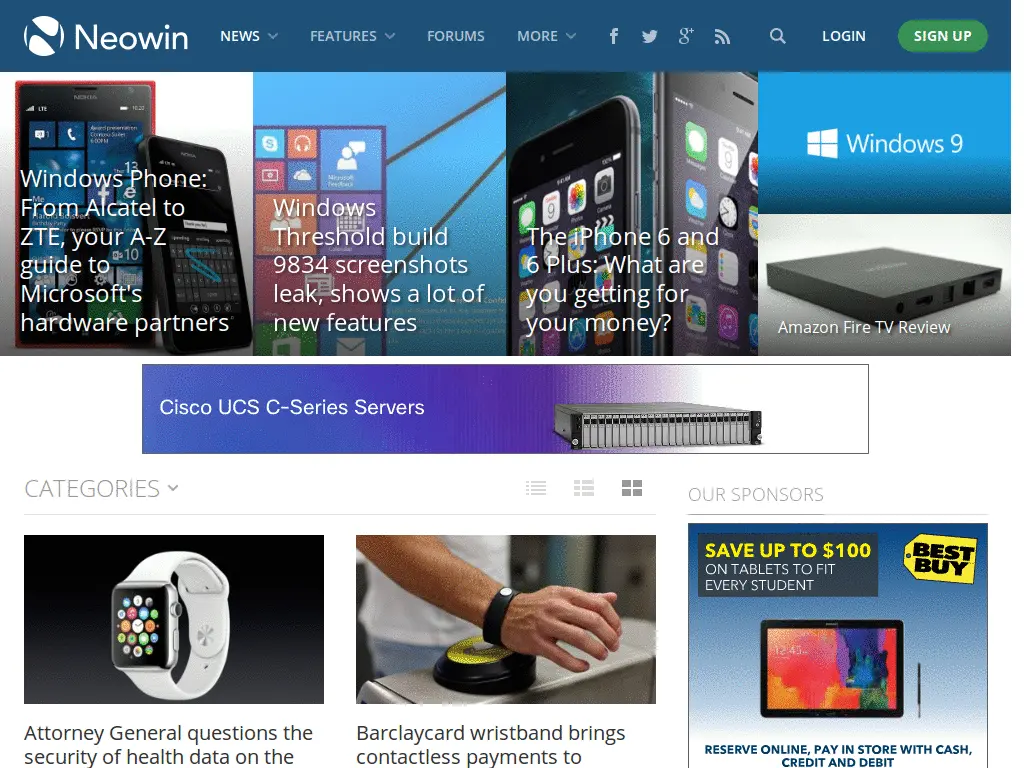 Neowin
NEWS
FEATURES
FORUMS
MORE
LOGIN
SIGN UP
Windows Phone:
From Alcatel to
ZTE, your A-Z
guide to
Microsoft's
hardware partners
Windows
Threshold build
9834 screenshots
leak, shows a lot of
new features
The iPhone 6 and
6 Plus: What are
you getting for
your money?
Windows 9
Amazon Fire TV Review
Cisco UCS C-Series Servers
CATEGORIES
OUR SPONSORS
SAVE UP TO $100
ON TABLETS TO FIT
EVERY STUDENT
BEST
BUY
RESERVE ONLINE, PAY IN STORE WITH CASH,
CREDIT AND DEBIT
Attorney General questions the
security of health data on the
Barclaycard wristband brings
contactless payments to